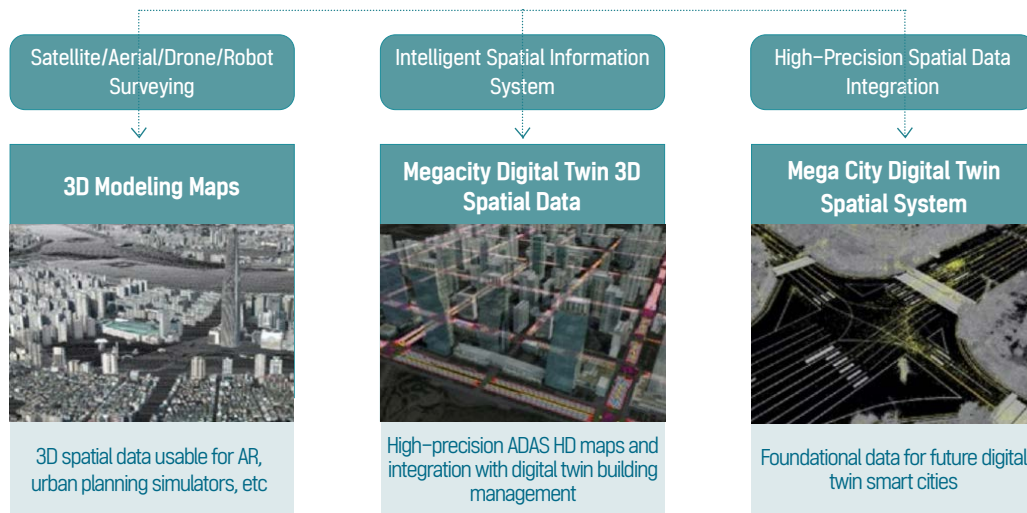 Satellite/Aerial/Drone/Robot
Surveying
Intelligent Spatial Information
System
High-Precision Spatial Data
Integration
3D Modeling Maps
Megacity Digital Twin 3D
Spatial Data
Mega City Digital Twin
Spatial System
3D spatial data usable for AR,
urban planning simulators, etc
High-precision ADAS HD maps and
integration with digital twin building
management
Foundational data for future digital
twin smart cities